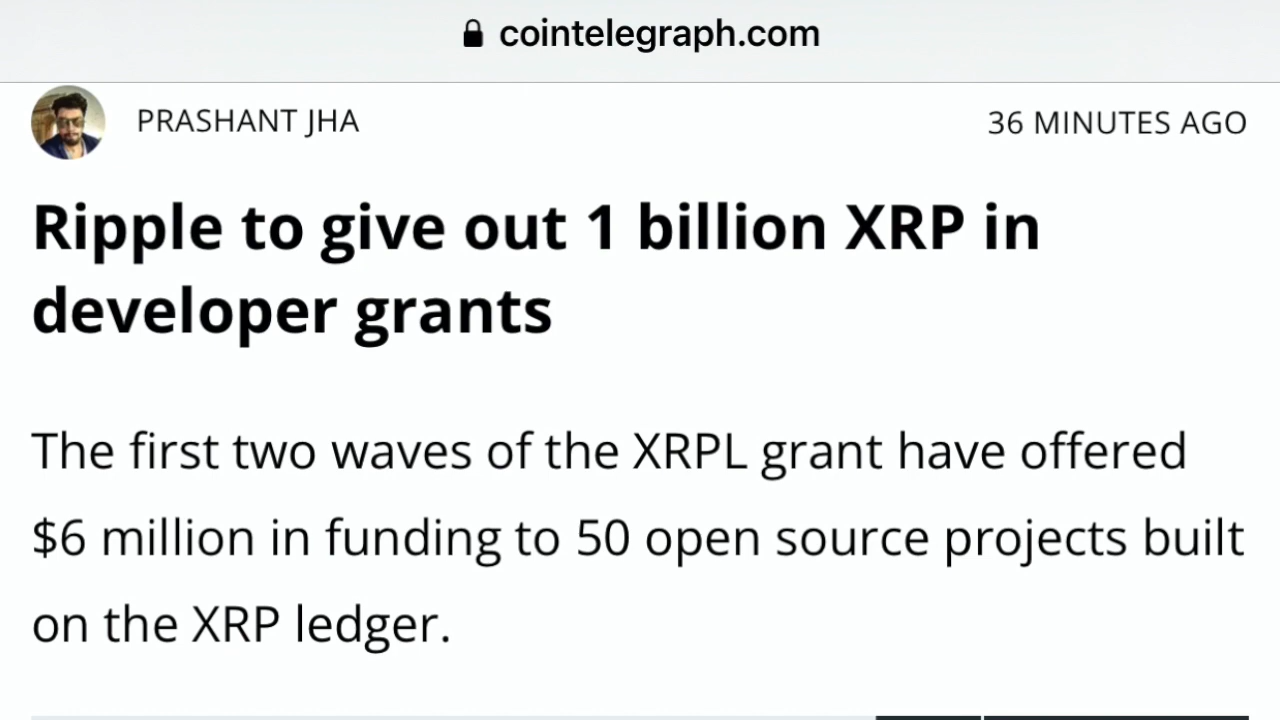 cointelegraph.com
PRASHANT JHA
36 MINUTES AGO
Ripple to give out 1 billion XRP in
developer grants
The first two waves of the XRPL grant have offered
$6 million in funding to 50 open source projects built
on the XRP ledger.